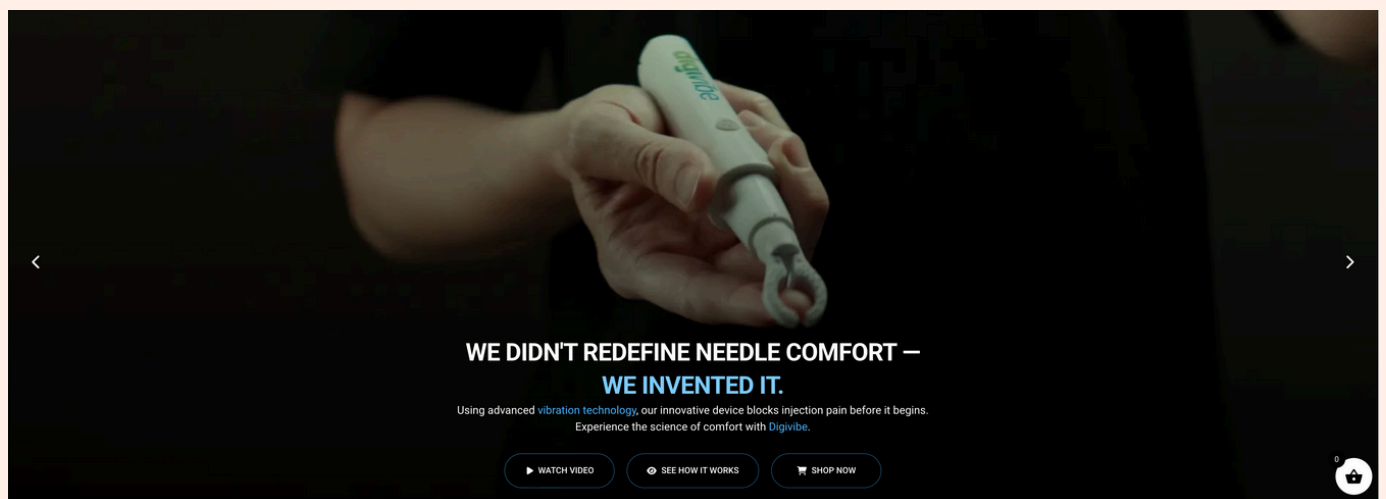 digivibe
WE DIDN'T REDEFINE NEEDLE COMFORT —
WE INVENTED IT.
Using advanced vibration technology, our innovative device blocks injection pain before it begins.
Experience the science of comfort with Digivibe.
WATCH VIDEO
SEE HOW IT WORKS
SHOP NOW
0